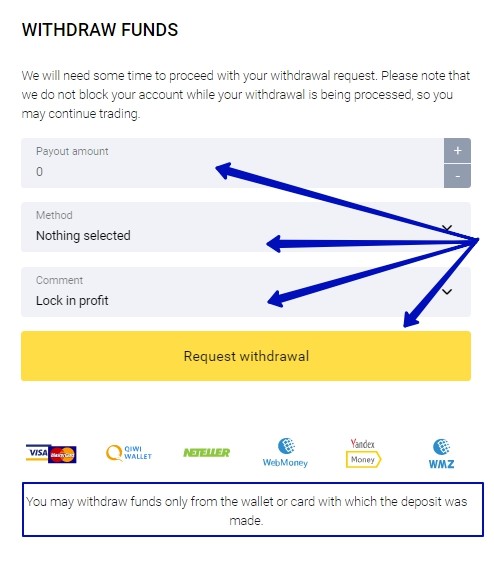 WITHDRAW FUNDS
We will need some time to proceed with your withdrawal request. Please note that
we do not block your account while your withdrawal is being processed, so you
may continue trading.
Payout amount
0
+
-
Method
Nothing selected
Comment
Lock in profit
Request withdrawal
VISA MasterCard QIWI WALLET NETELLER WebMoney Yandex Money WMZ
You may withdraw funds only from the wallet or card with which the deposit was
made.